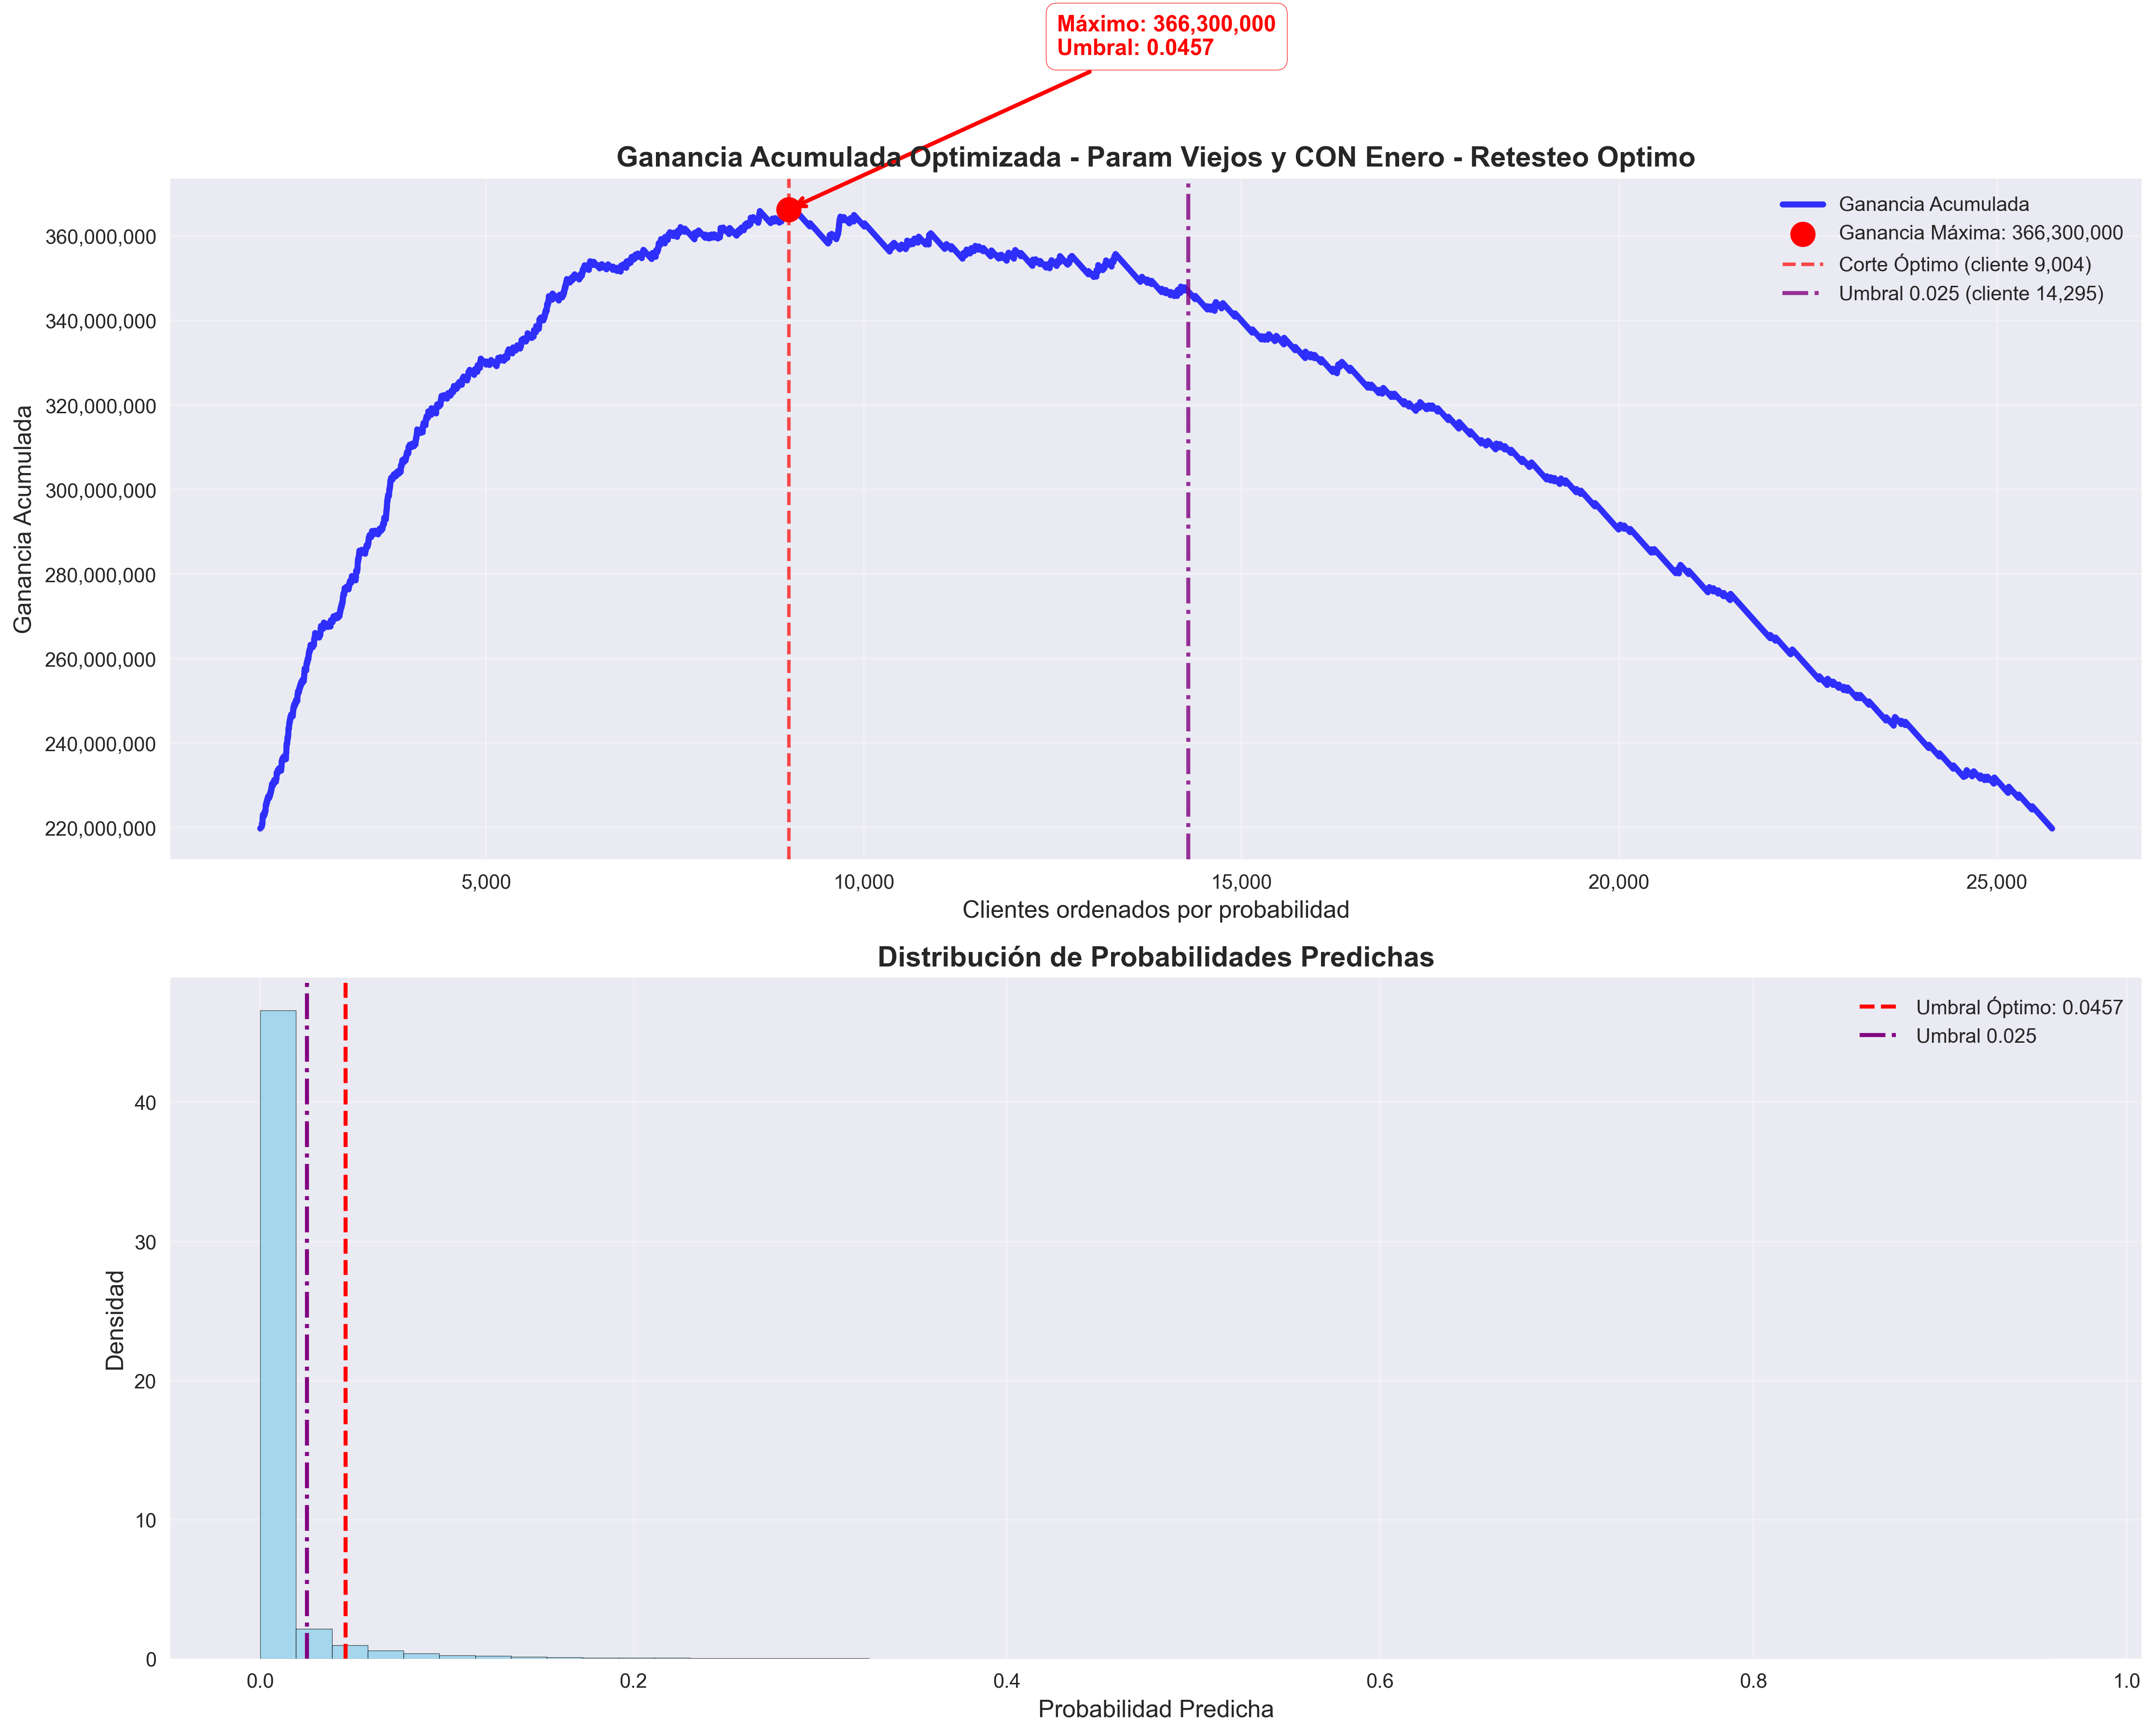 Máximo: 366,300,000
Umbral: 0.0457
Ganancia Acumulada Optimizada - Param Viejos y CON Enero - Retesteo Optimo
Ganancia Acumulada
Ganancia Máxima: 366,300,000
Corte Óptimo (cliente 9,004)
Umbral 0.025 (cliente 14,295)
Ganancia Acumulada
360,000,000
340,000,000
320,000,000
300,000,000
280,000,000
260,000,000
240,000,000
220,000,000
5,000 10,000 15,000 20,000 25,000
Clientes ordenados por probabilidad
Distribución de Probabilidades Predichas
Umbral Óptimo: 0.0457
Umbral 0.025
Densidad
40
30
20
10
0
0.0 0.2 0.4 0.6 0.8 1.0
Probabilidad Predicha